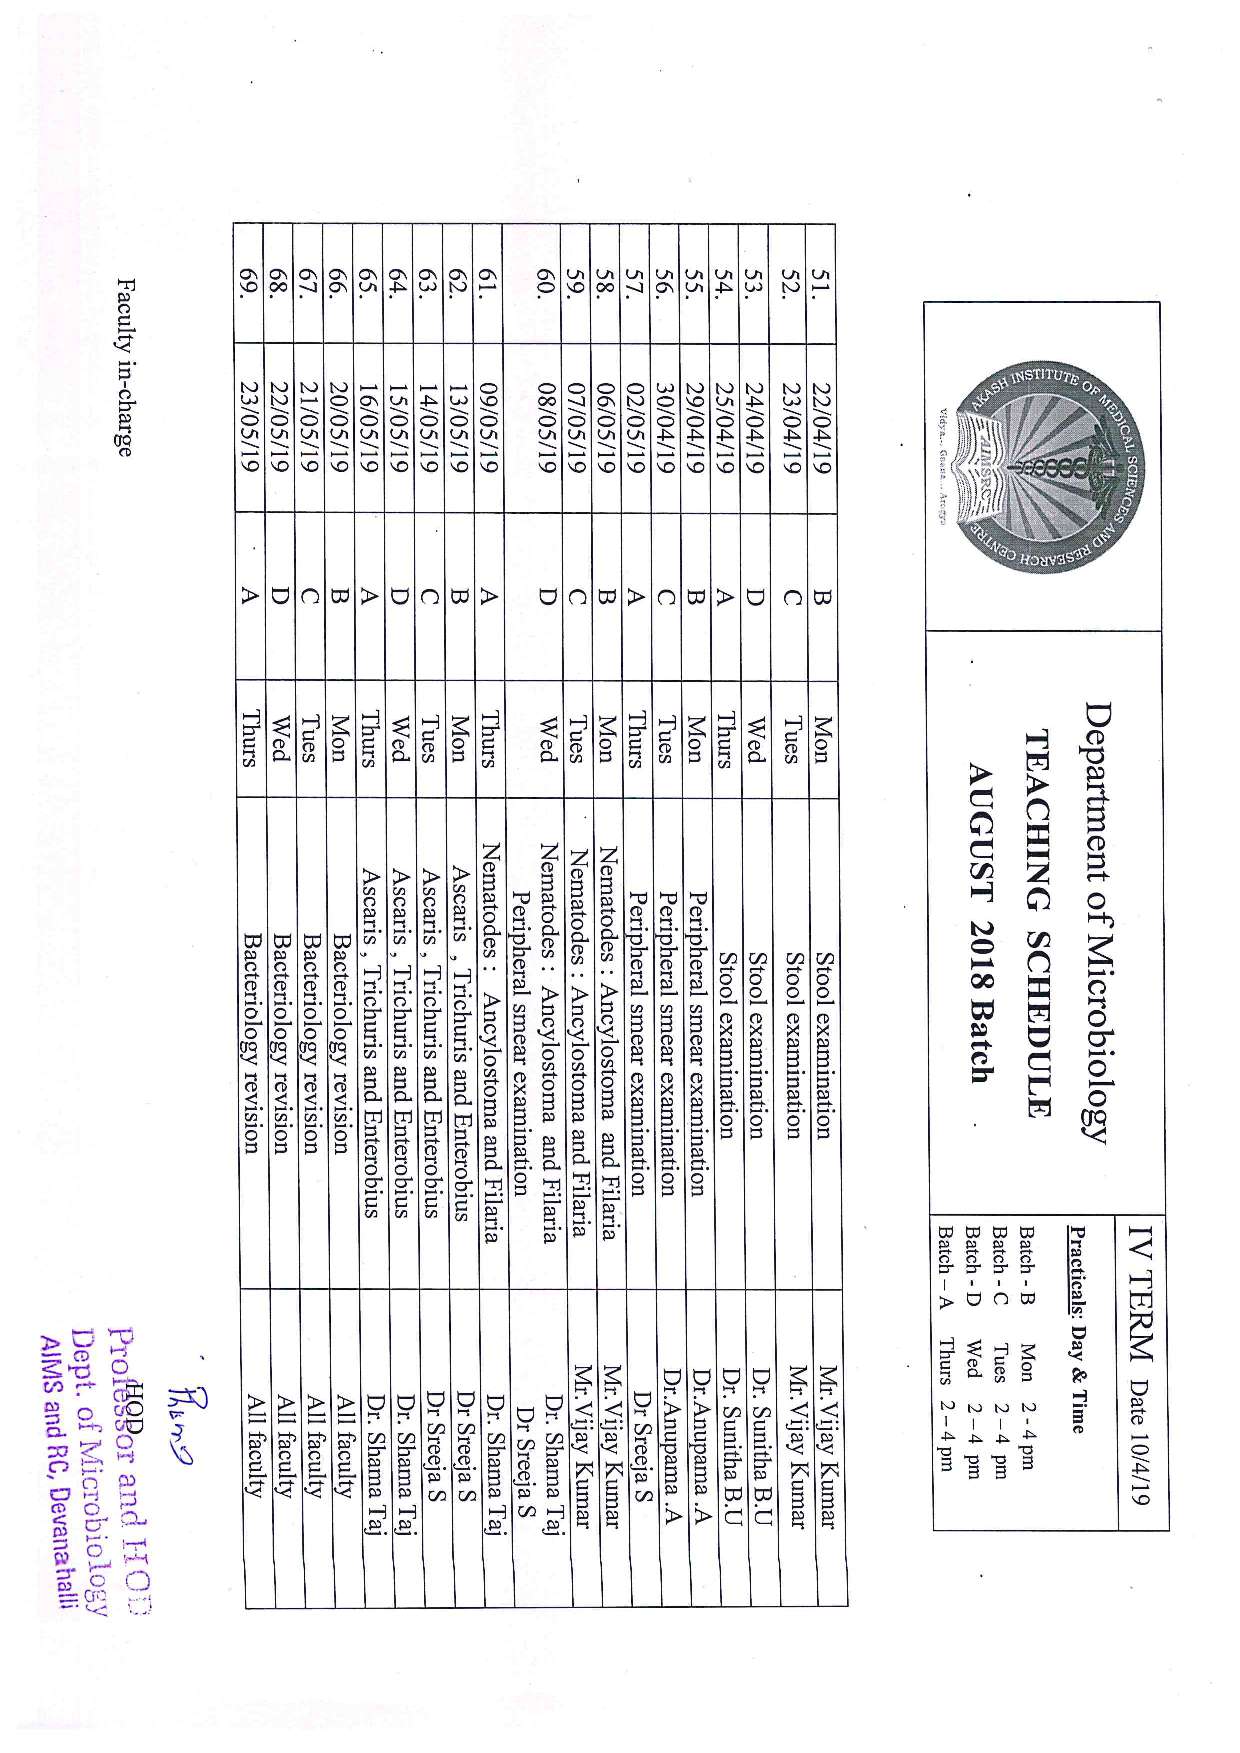 AKASH INSTITUTE OF MEDICAL SCIENCES AND RESEARCH CENTRE
AIMSRC
Vidya... Gnana... Arogya
Department of Microbiology
TEACHING SCHEDULE
AUGUST 2018 Batch
IV TERM Date 10/4/19
Practicals: Day & Time
Batch - B Mon 2 - 4 pm
Batch - C Tues 2 – 4 pm
Batch - D Wed 2 – 4 pm
Batch – A Thurs 2 – 4 pm
51. 22/04/19 B Mon Stool examination Mr.Vijay Kumar
52. 23/04/19 C Tues Stool examination Mr.Vijay Kumar
53. 24/04/19 D Wed Stool examination Dr. Sunitha B.U
54. 25/04/19 A Thurs Stool examination Dr. Sunitha B.U
55. 29/04/19 B Mon Peripheral smear examination Dr.Anupama .A
56. 30/04/19 C Tues Peripheral smear examination Dr.Anupama .A
57. 02/05/19 A Thurs Peripheral smear examination Dr Sreeja S
58. 06/05/19 B Mon Nematodes : Ancylostoma and Filaria Mr.Vijay Kumar
59. 07/05/19 C Tues Nematodes : Ancylostoma and Filaria Mr.Vijay Kumar
60. 08/05/19 D Wed Nematodes : Ancylostoma and Filaria Dr. Shama Taj
Peripheral smear examination Dr Sreeja S
61. 09/05/19 A Thurs Nematodes : Ancylostoma and Filaria Dr. Shama Taj
62. 13/05/19 B Mon Ascaris , Trichuris and Enterobius Dr Sreeja S
63. 14/05/19 C Tues Ascaris , Trichuris and Enterobius Dr Sreeja S
64. 15/05/19 D Wed Ascaris , Trichuris and Enterobius Dr. Shama Taj
65. 16/05/19 A Thurs Ascaris , Trichuris and Enterobius Dr. Shama Taj
66. 20/05/19 B Mon Bacteriology revision All faculty
67. 21/05/19 C Tues Bacteriology revision All faculty
68. 22/05/19 D Wed Bacteriology revision All faculty
69. 23/05/19 A Thurs Bacteriology revision All faculty
Faculty in-charge
HOD
Professor and HOD
Dept. of Microbiology
AIMS and RC, Devanahalli